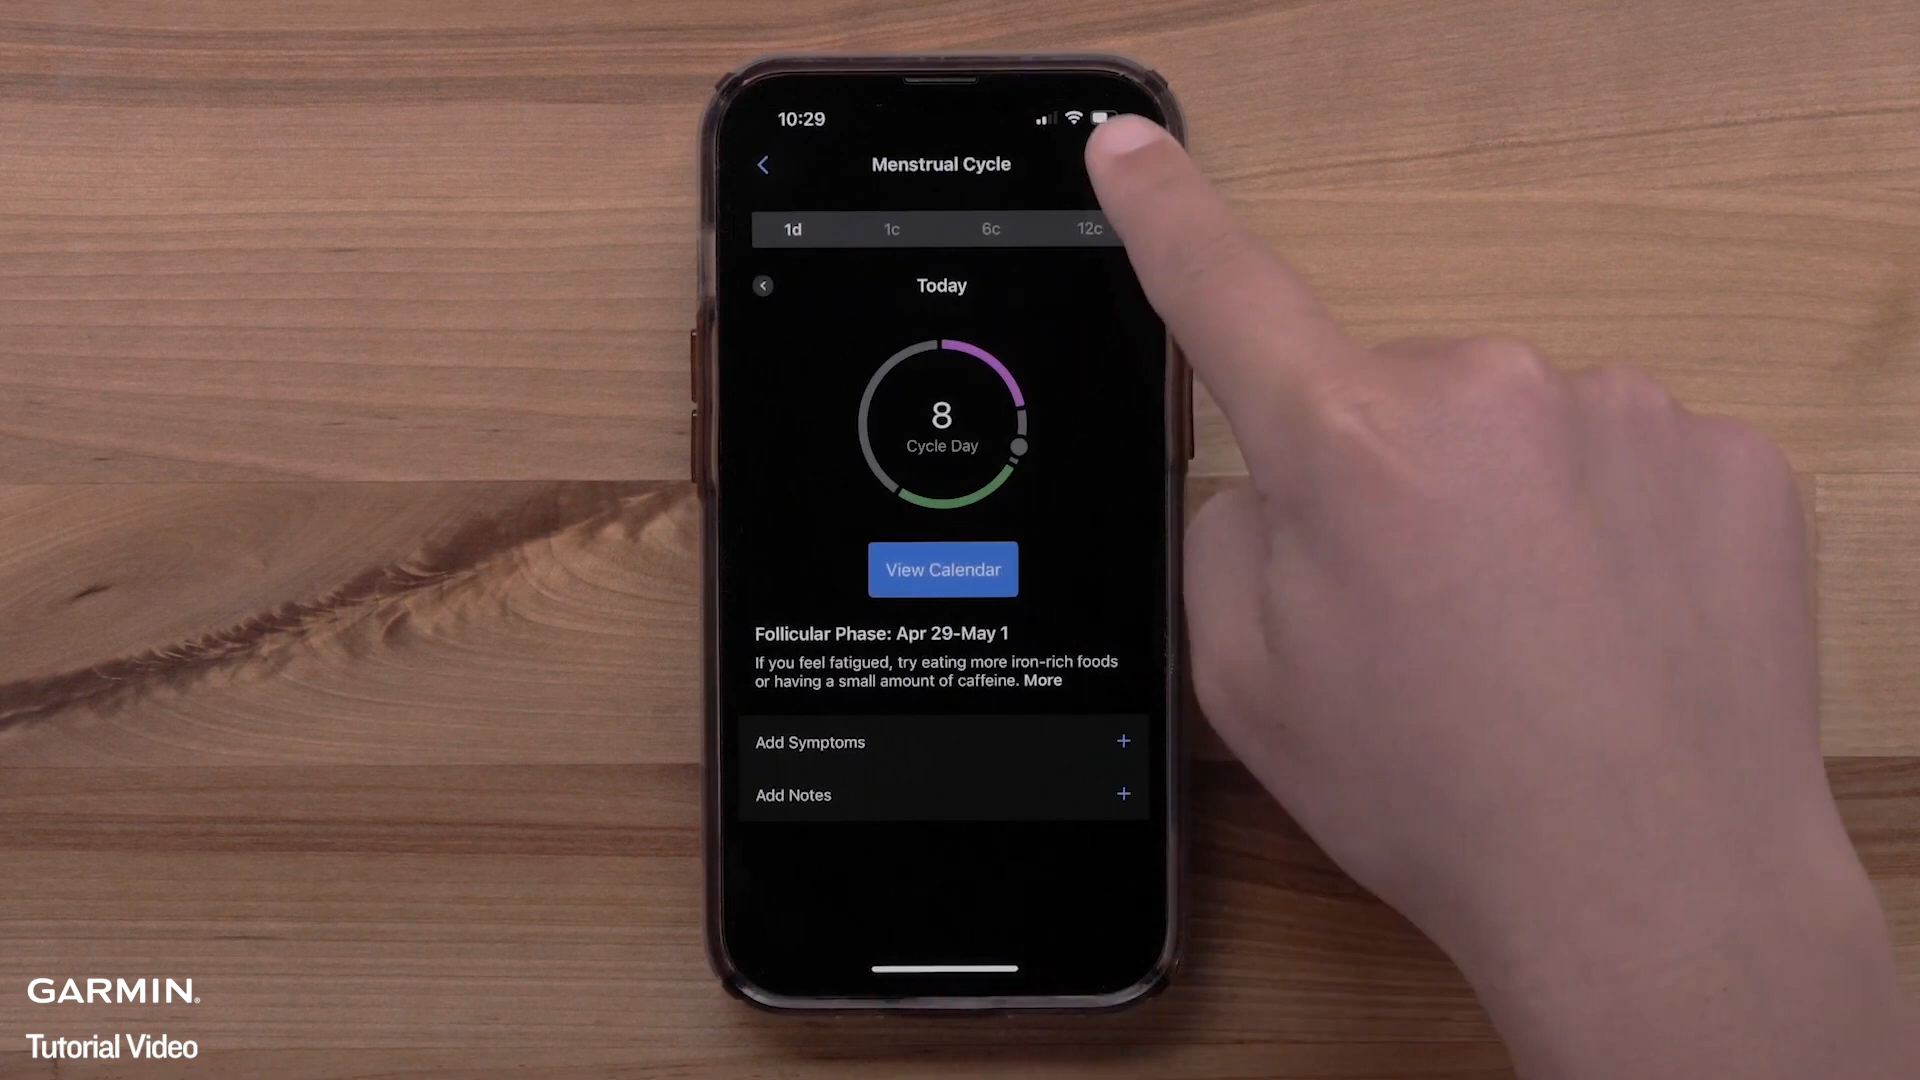 10:29
Menstrual Cycle
1d 1c 6c 12c
Today
8
Cycle Day
View Calendar
Follicular Phase: Apr 29-May 1
If you feel fatigued, try eating more iron-rich foods
or having a small amount of caffeine. More
Add Symptoms +
Add Notes +
GARMIN.
Tutorial Video